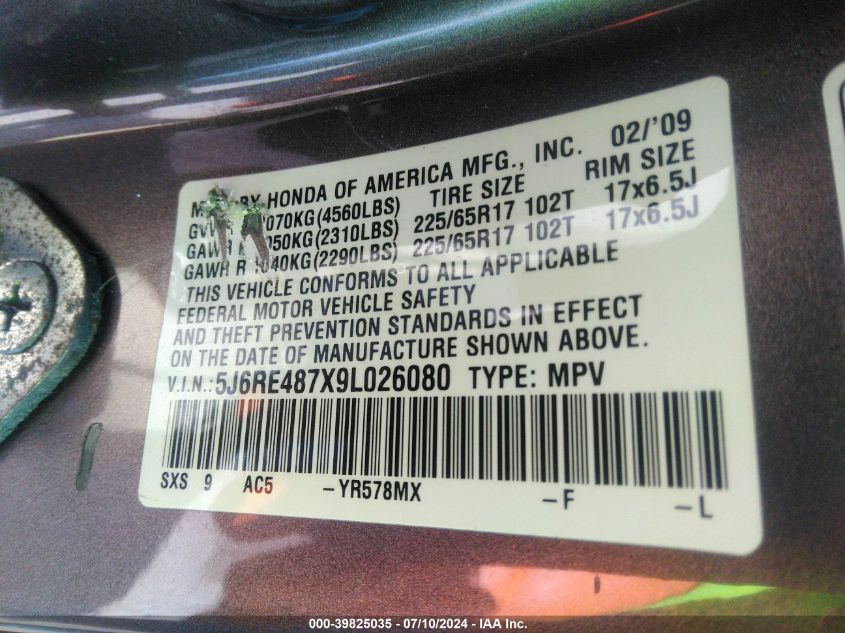 BY HONDA OF AMERICA MFG., INC. 02/'09
070KG(4560LBS) TIRE SIZE RIM SIZE
GAWR 050KG(2310LBS) 225/65R17 102T 17x6.5J
GAWR R 1040KG(2290LBS) 225/65R17 102T 17x6.5J
THIS VEHICLE CONFORMS TO ALL APPLICABLE
FEDERAL MOTOR VEHICLE SAFETY
AND THEFT PREVENTION STANDARDS IN EFFECT
ON THE DATE OF MANUFACTURE SHOWN ABOVE.
V.I.N.:5J6RE487X9L026080 TYPE: MPV
SXS 9 AC5 -YR578MX -F -L
000-39825035 - 07/10/2024 - IAA Inc.